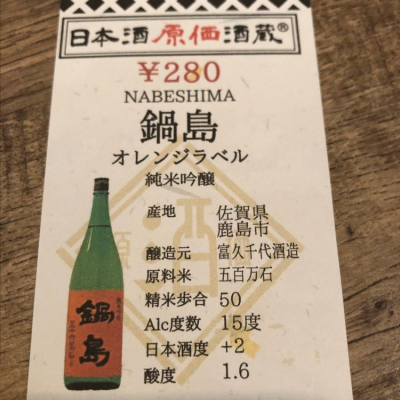 日本酒原価酒蔵®
¥280
NABESHIMA
鍋島
オレンジラベル
純米吟醸
産地 佐賀県
鹿島市
醸造元 富久千代酒造
原料米 五百万石
精米歩合 50
Alc度数 15度
日本酒度 +2
酸度 1.6
鍋島